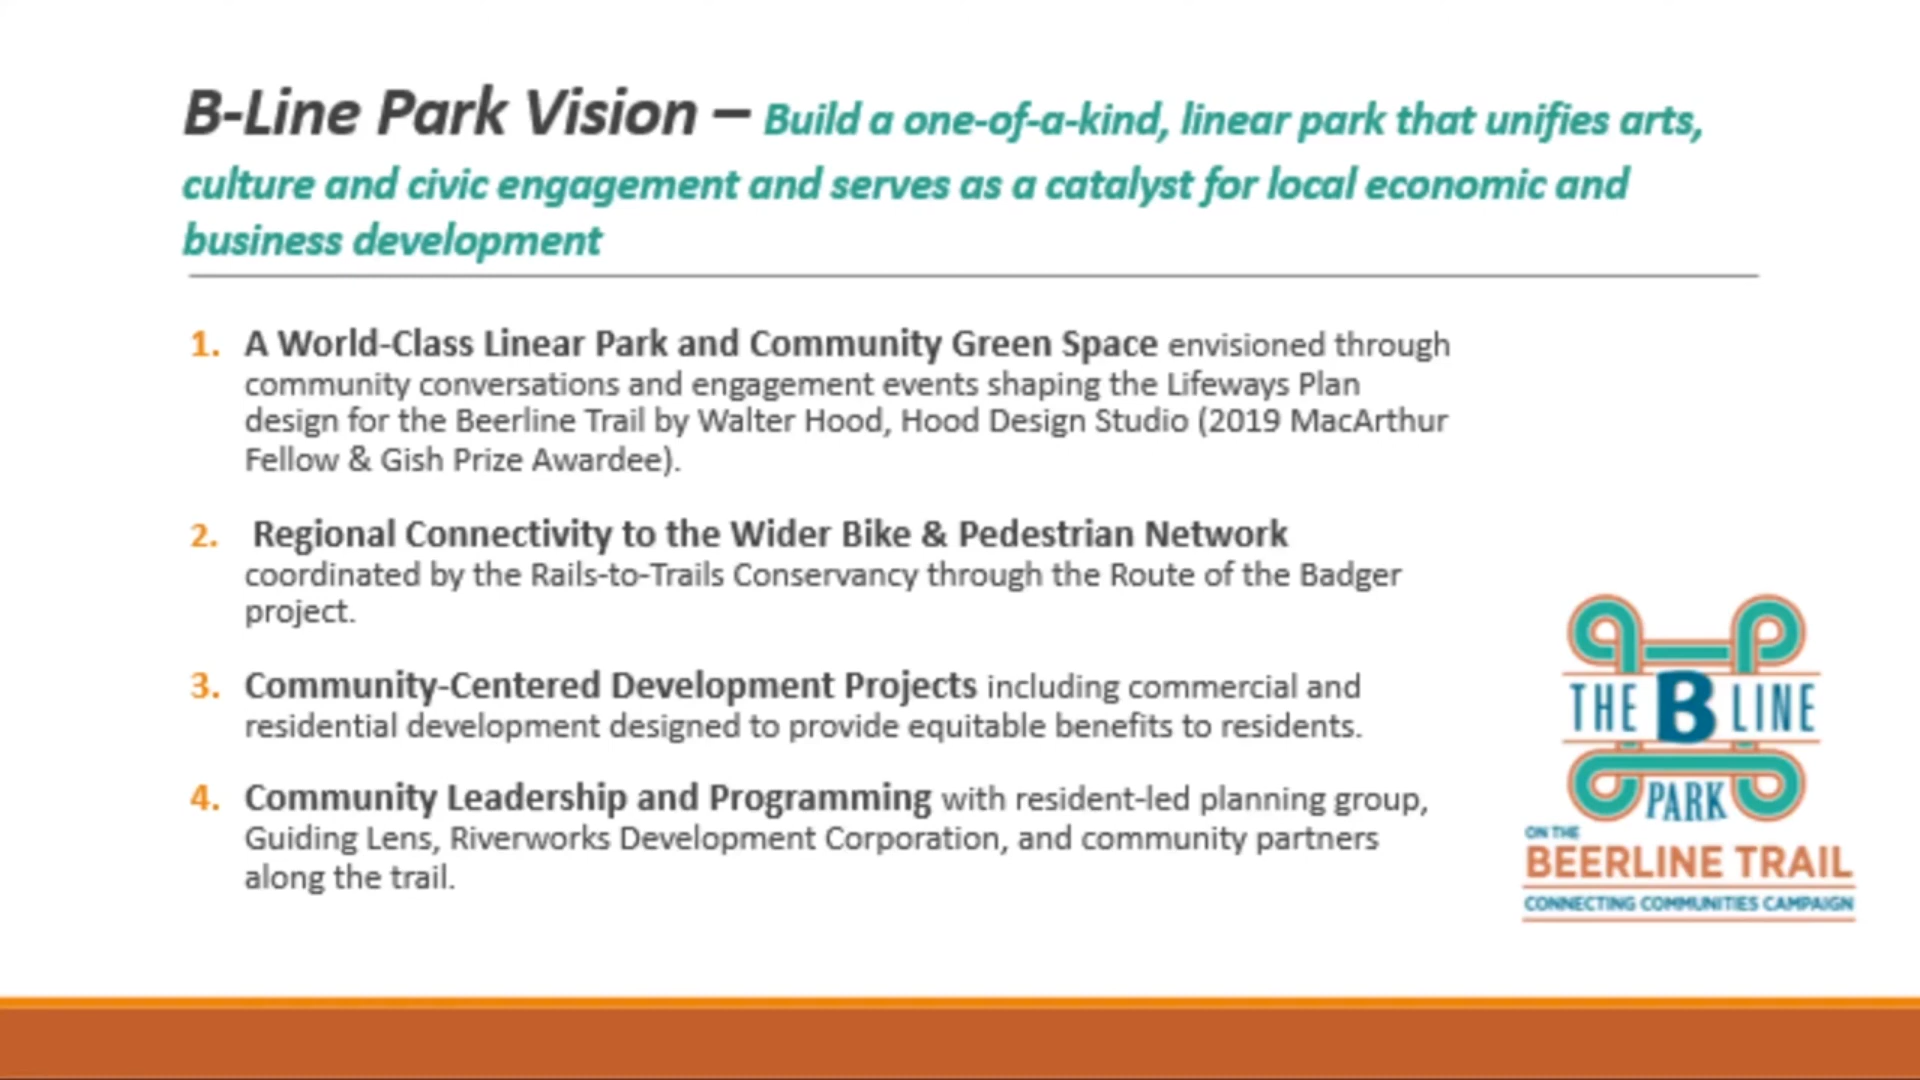 B-Line Park Vision – Build a one-of-a-kind, linear park that unifies arts,
culture and civic engagement and serves as a catalyst for local economic and
business development
1. A World-Class Linear Park and Community Green Space envisioned through
community conversations and engagement events shaping the Lifeways Plan
design for the Beerline Trail by Walter Hood, Hood Design Studio (2019 MacArthur
Fellow & Gish Prize Awardee).
2. Regional Connectivity to the Wider Bike & Pedestrian Network
coordinated by the Rails-to-Trails Conservancy through the Route of the Badger
project.
3. Community-Centered Development Projects including commercial and
residential development designed to provide equitable benefits to residents.
4. Community Leadership and Programming with resident-led planning group,
Guiding Lens, Riverworks Development Corporation, and community partners
along the trail.
THE B LINE
PARK
ON THE
BEERLINE TRAIL
CONNECTING COMMUNITIES CAMPAIGN